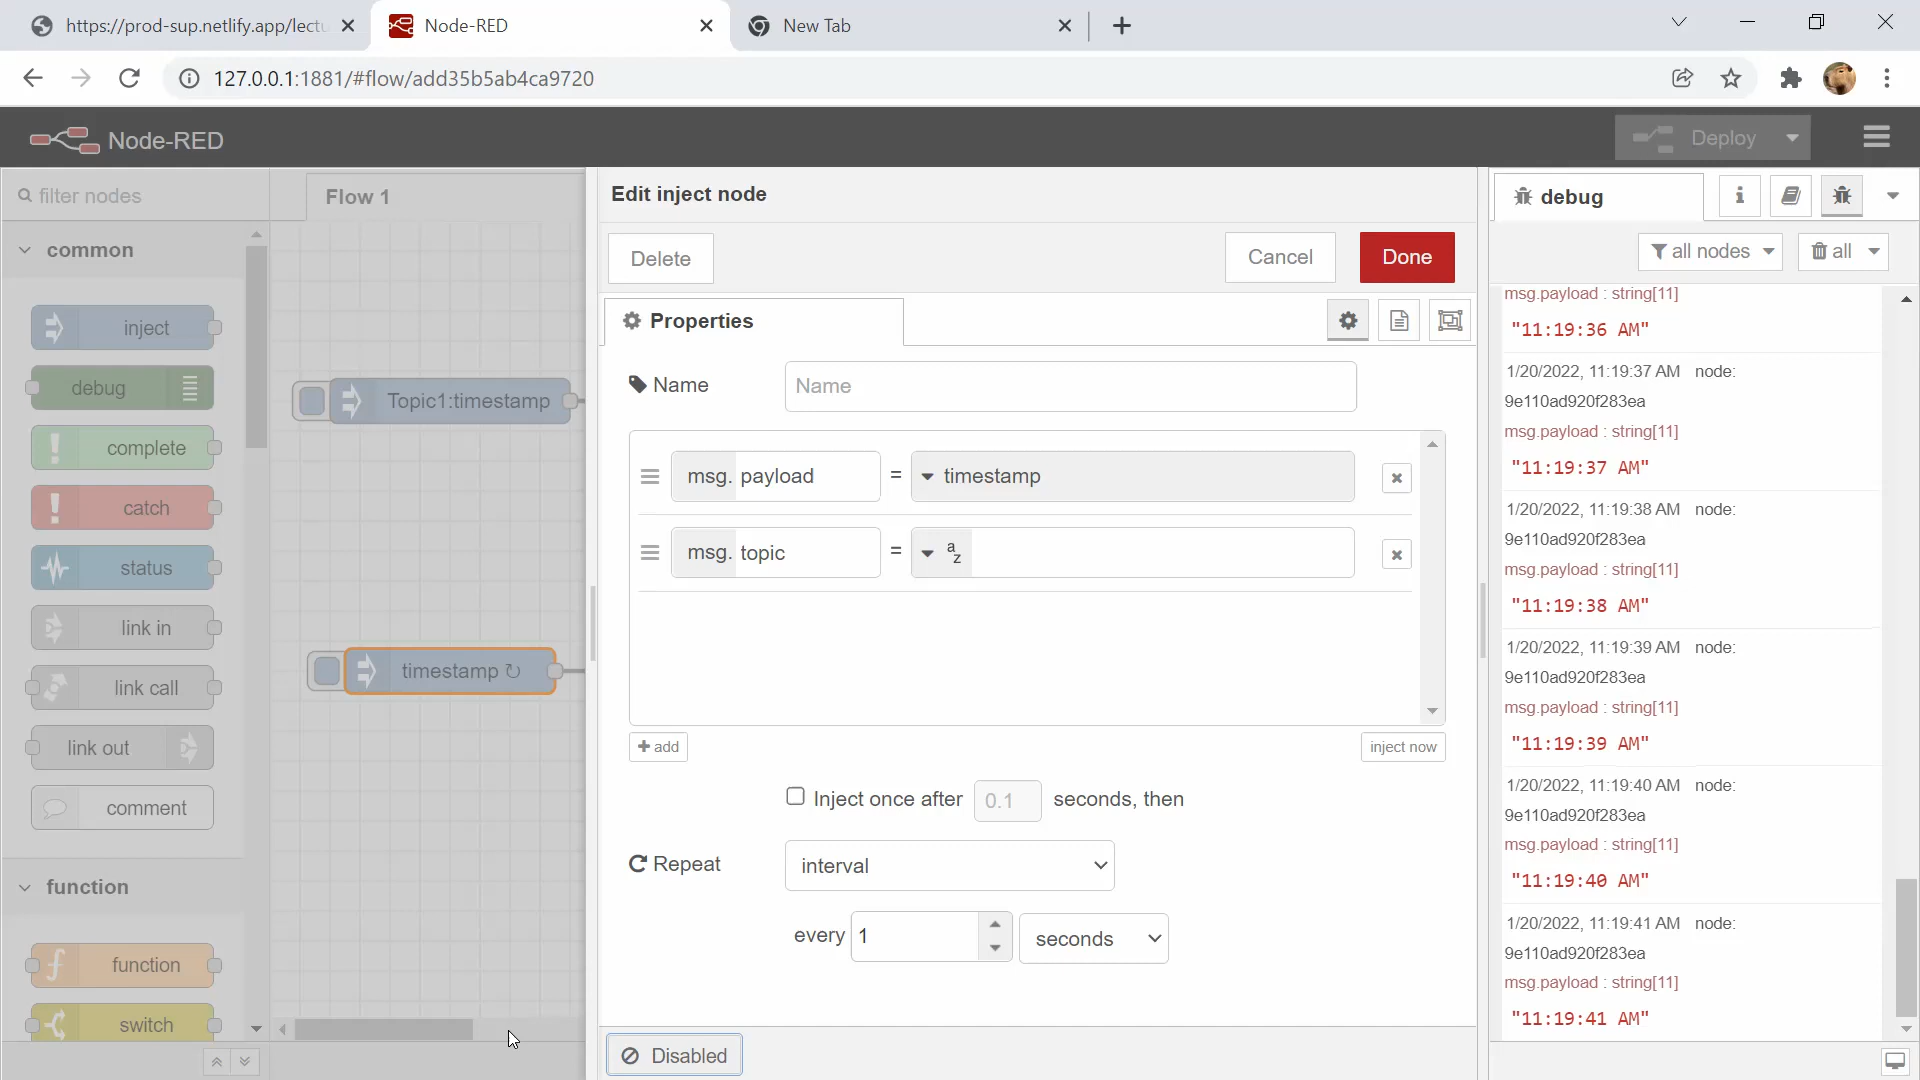 https://prod-sup.netlify.app/lectu
Node-RED
New Tab
127.0.0.1:1881/#flow/add35b5ab4ca9720
Node-RED
Deploy
filter nodes
Flow 1
common
inject
debug
complete
catch
status
link in
link call
link out
comment
function
function
switch
Topic1:timestamp
timestamp ↻
Edit inject node
Delete
Cancel
Done
Properties
Name
Name
msg. payload = timestamp
msg. topic = a z
add
inject now
Inject once after 0.1 seconds, then
Repeat
interval
every 1 seconds
Disabled
debug
i
all nodes
all
msg.payload : string[11]
"11:19:36 AM"
1/20/2022, 11:19:37 AM node:
9e110ad920f283ea
msg.payload : string[11]
"11:19:37 AM"
1/20/2022, 11:19:38 AM node:
9e110ad920f283ea
msg.payload : string[11]
"11:19:38 AM"
1/20/2022, 11:19:39 AM node:
9e110ad920f283ea
msg.payload : string[11]
"11:19:39 AM"
1/20/2022, 11:19:40 AM node:
9e110ad920f283ea
msg.payload : string[11]
"11:19:40 AM"
1/20/2022, 11:19:41 AM node:
9e110ad920f283ea
msg.payload : string[11]
"11:19:41 AM"